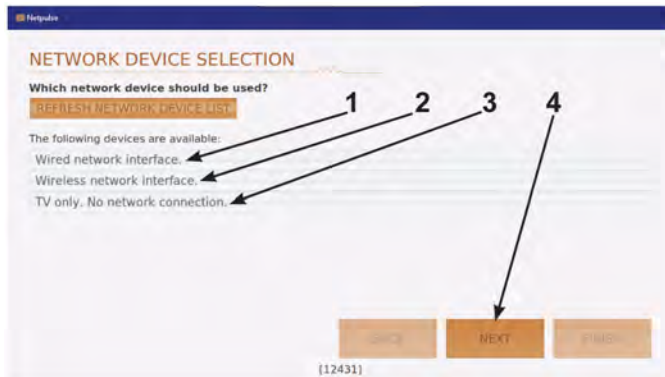 Netpulse
NETWORK DEVICE SELECTION
Which network device should be used?
REFRESH NETWORK DEVICE LIST
1 2 3 4
The following devices are available:
Wired network interface.
Wireless network interface.
TV only. No network connection.
BACK NEXT FINISH
[12431]